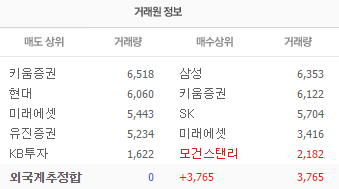 거래원 정보
매도 상위 거래량 매수상위 거래량
키움증권 6,518 삼성 6,353
현대 6,060 키움증권 6,122
미래에셋 5,443 SK 5,704
유진증권 5,234 미래에셋 3,416
KB투자 1,622 모건스탠리 2,182
외국계추정합 0 +3,765 3,765